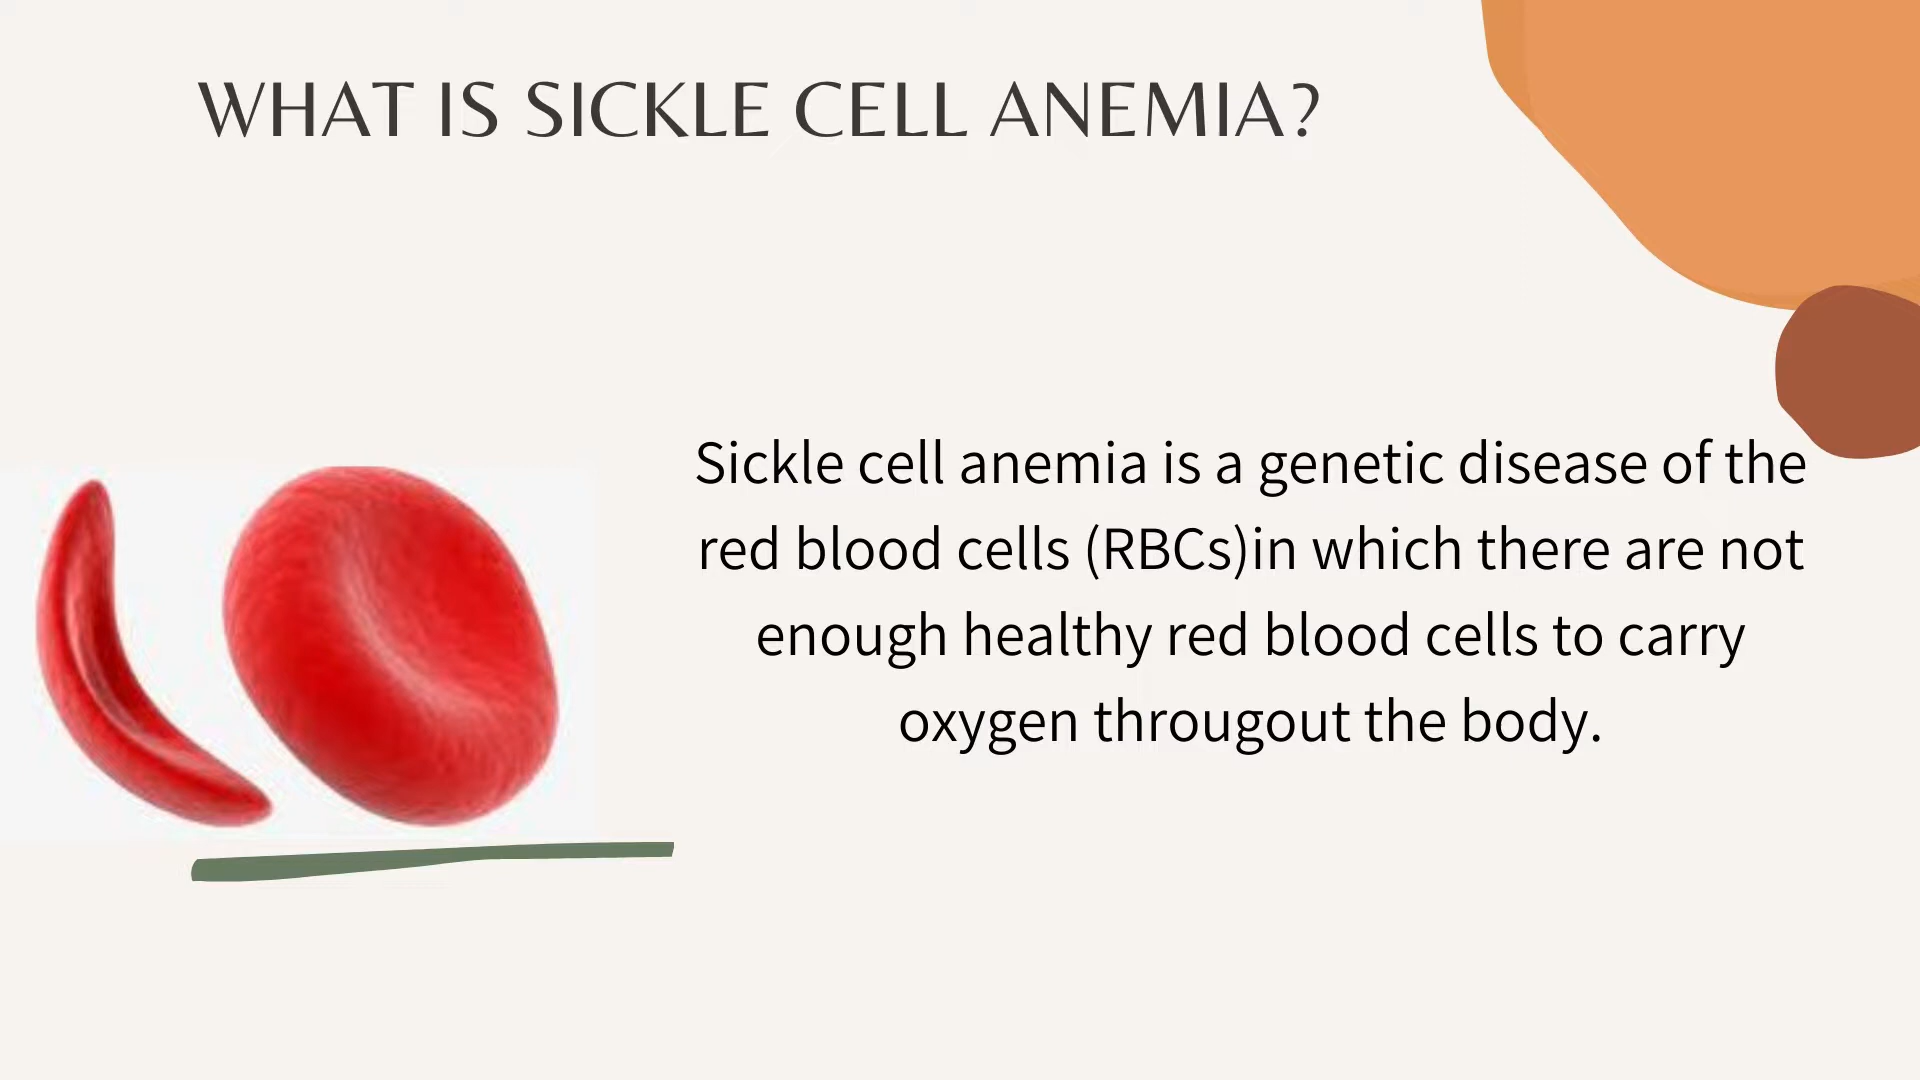 WHAT IS SICKLE CELL ANEMIA?
Sickle cell anemia is a genetic disease of the
red blood cells (RBCs)in which there are not
enough healthy red blood cells to carry
oxygen througout the body.